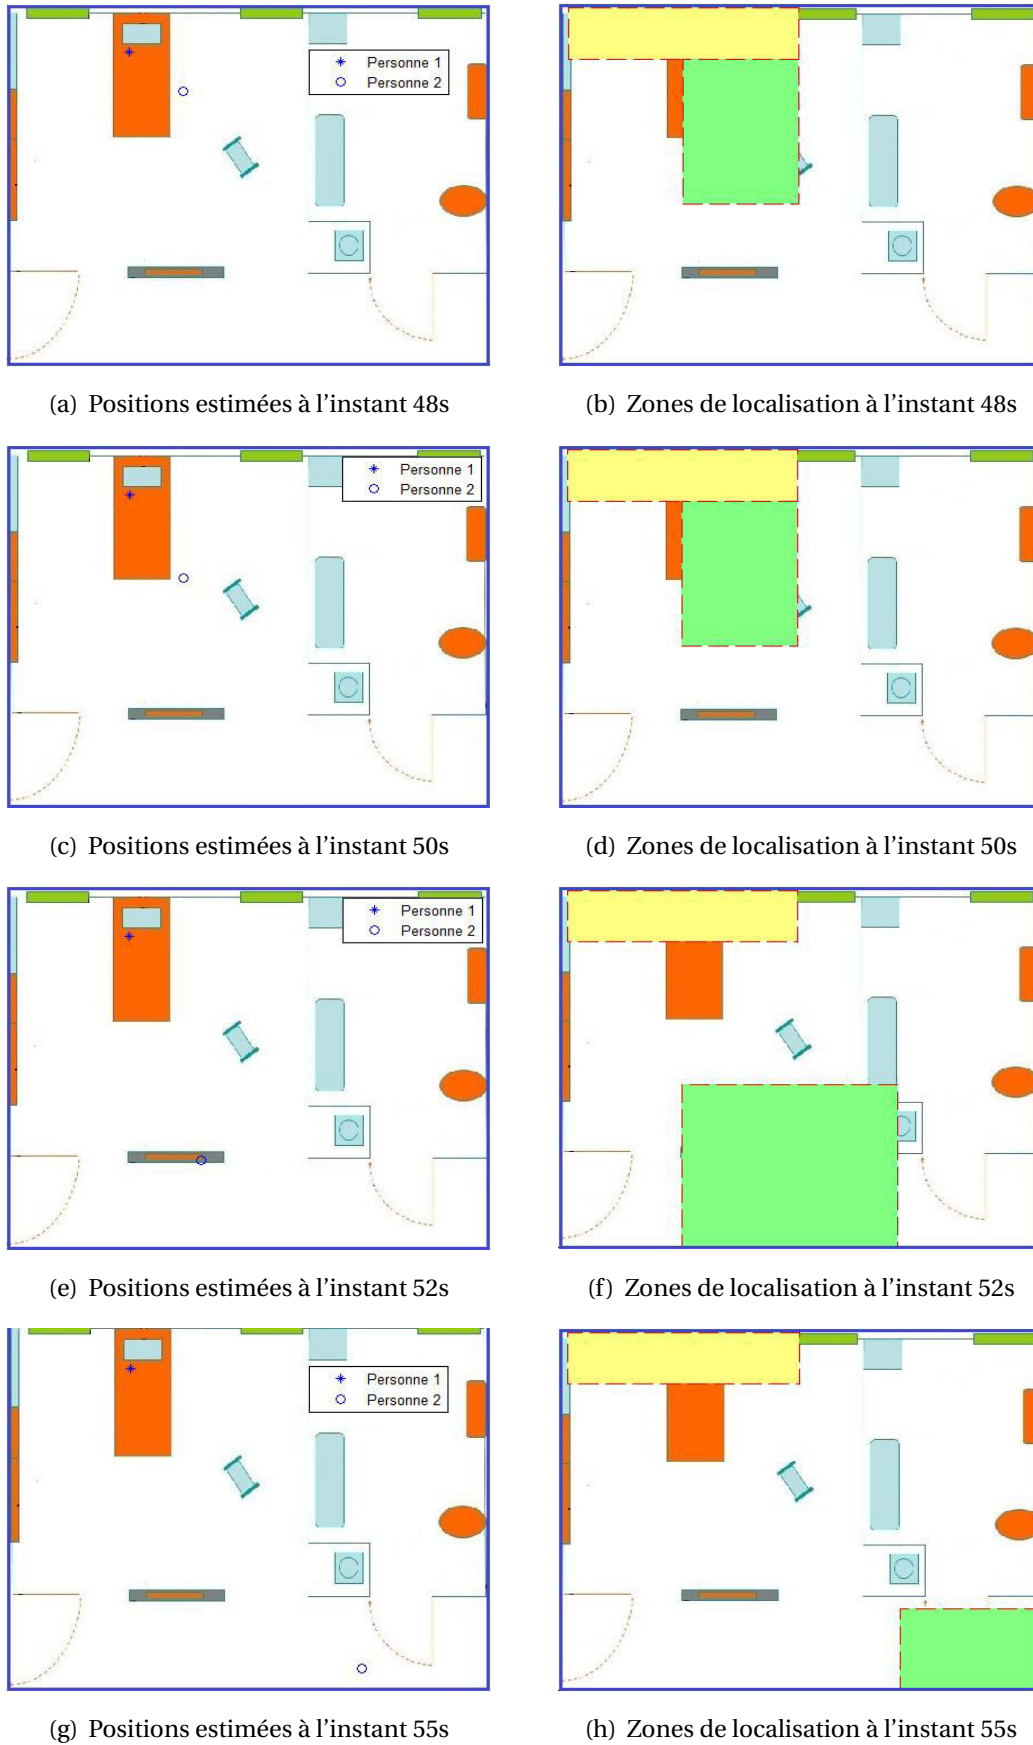 Personne 1
Personne 2
(a) Positions estimées à l'instant 48s
(b) Zones de localisation à l'instant 48s
Personne 1
Personne 2
(c) Positions estimées à l'instant 50s
(d) Zones de localisation à l'instant 50s
Personne 1
Personne 2
(e) Positions estimées à l'instant 52s
(f) Zones de localisation à l'instant 52s
Personne 1
Personne 2
(g) Positions estimées à l'instant 55s
(h) Zones de localisation à l'instant 55s